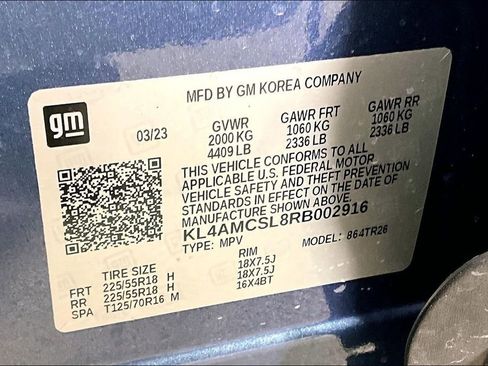 MFD BY GM KOREA COMPANY
gm
03/23 GVWR GAWR FRT GAWR RR
2000 KG 1060 KG 1060 KG
4409 LB 2336 LB 2336 LB
THIS VEHICLE CONFORMS TO ALL
APPLICABLE U.S. FEDERAL MOTOR
VEHICLE SAFETY AND THEFT PREVENTION
STANDARDS IN EFFECT ON THE DATE OF
MANUFACTURE SHOWN ABOVE.
KL4AMCSL8RB002916
TYPE: MPV MODEL: 864TR26
TIRE SIZE RIM
FRT 225/55R18 H 18X7.5J
RR 225/55R18 H 18X7.5J
SPA T125/70R16 M 16X4BT